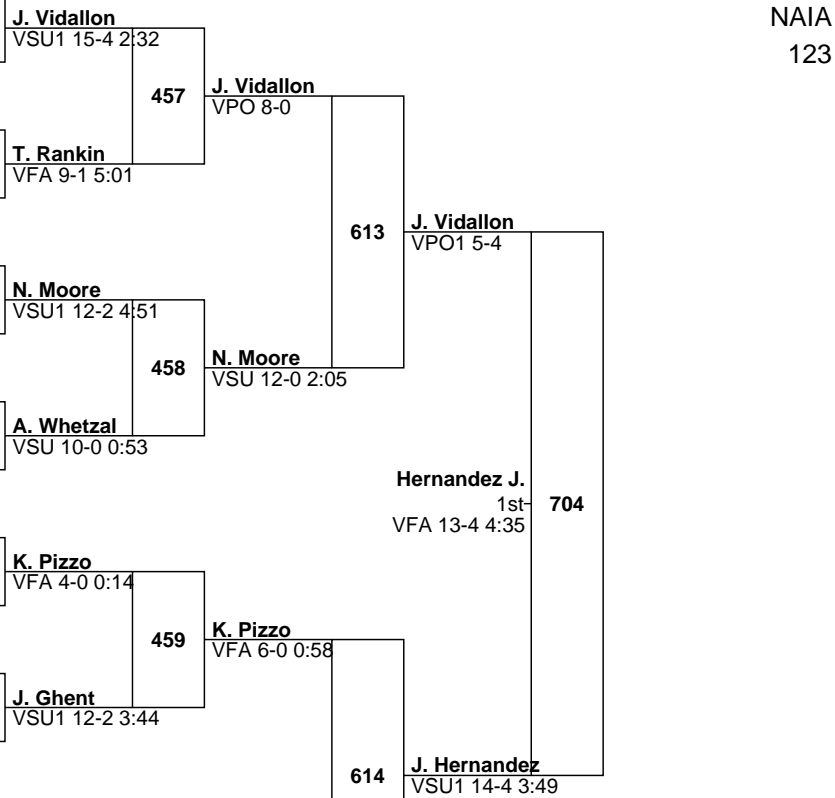 NAIA
123
J. Vidallon
VSU1 15-4 2:32
457
J. Vidallon
VPO 8-0
T. Rankin
VFA 9-1 5:01
613
J. Vidallon
VPO1 5-4
N. Moore
VSU1 12-2 4:51
458
N. Moore
VSU 12-0 2:05
A. Whetzal
VSU 10-0 0:53
Hernandez J.
1st
VFA 13-4 4:35
704
K. Pizzo
VFA 4-0 0:14
459
K. Pizzo
VFA 6-0 0:58
J. Ghent
VSU1 12-2 3:44
614
J. Hernandez
VSU1 14-4 3:49